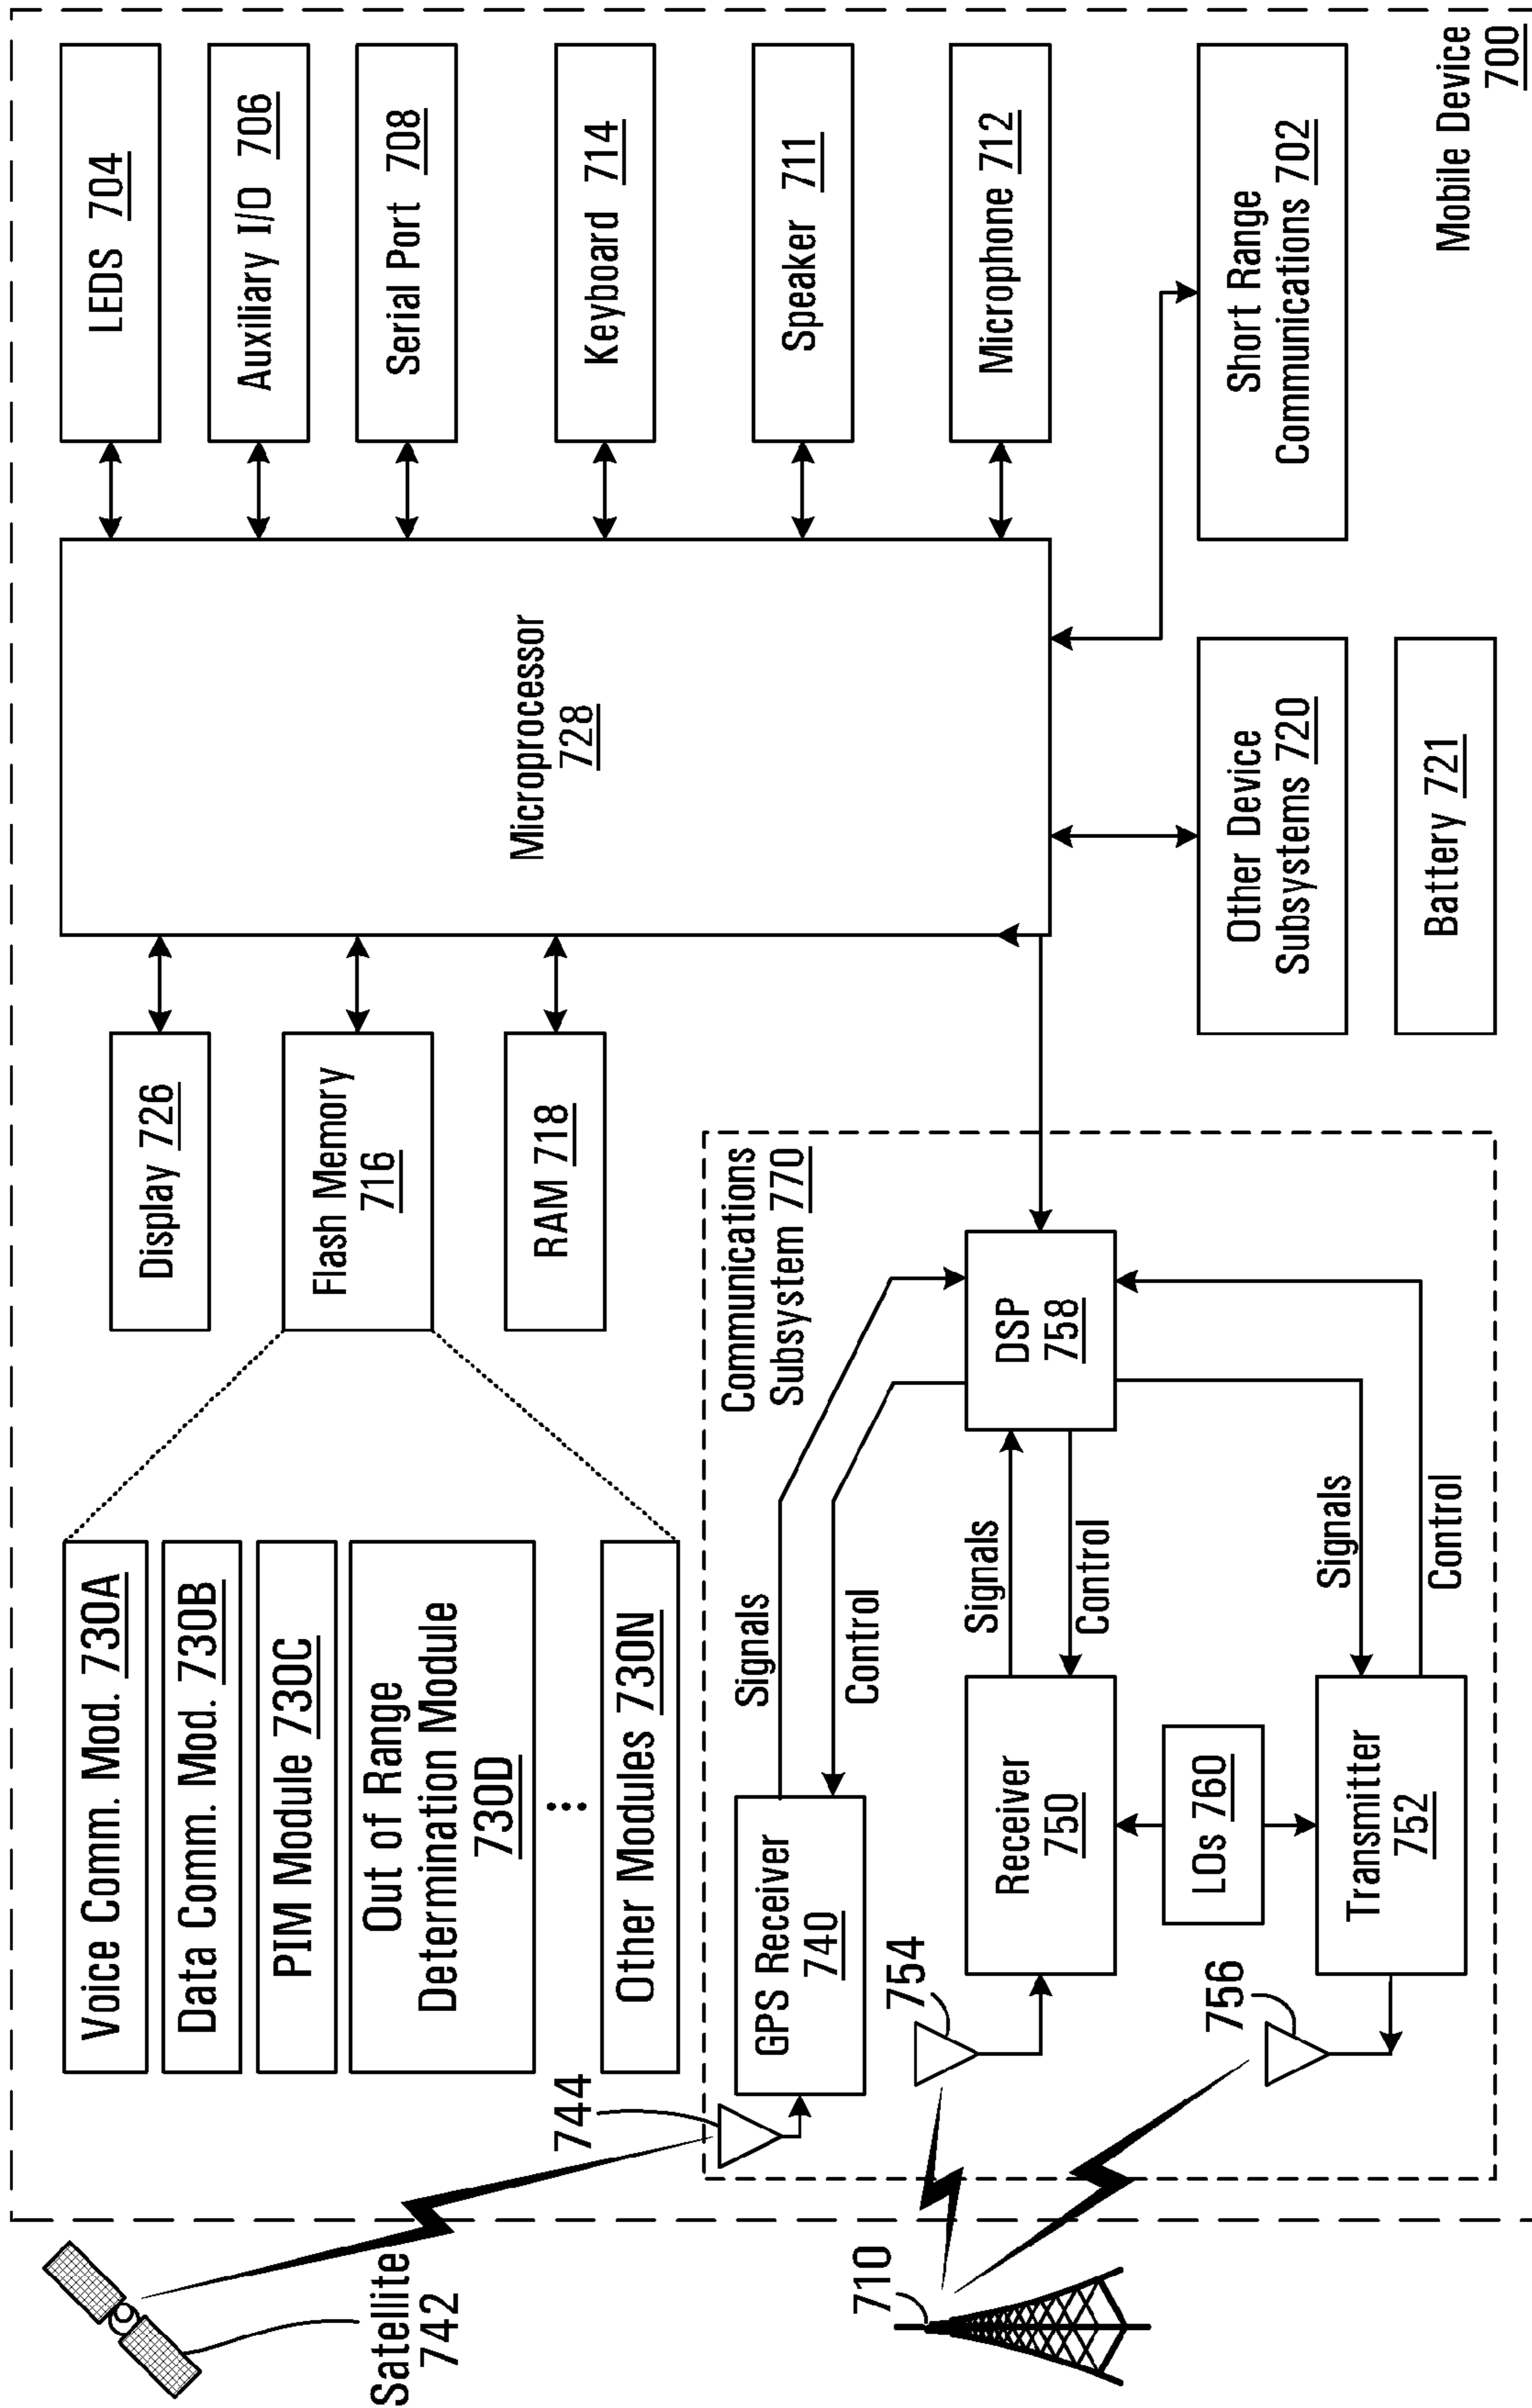 Satellite
742
710
744
754
756
Voice Comm. Mod. 730A
Data Comm. Mod. 730B
PIM Module 730C
Out of Range
Determination Module
730D
Other Modules 730N
Display 726
Flash Memory
716
RAM 718
Microprocessor
728
LEDS 704
Auxiliary I/O 706
Serial Port 708
Keyboard 714
Speaker 711
Microphone 712
Short Range
Communications 702
Other Device
Subsystems 720
Battery 721
Communications
Subsystem 770
GPS Receiver
740
Signals
Control
DSP
758
Receiver
750
Signals
Control
LOs 760
Transmitter
752
Signals
Control
Mobile Device
700